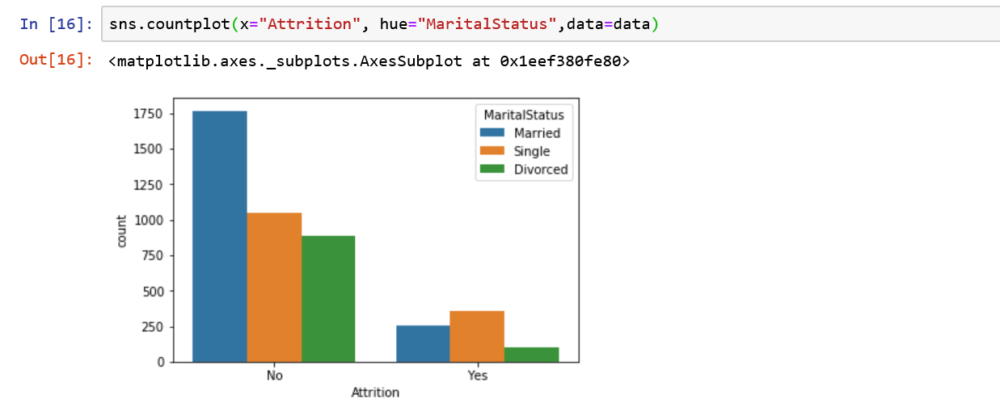 In [16]: sns.countplot(x="Attrition", hue="MaritalStatus",data=data)
Out[16]: <matplotlib.axes._subplots.AxesSubplot at 0x1eef380fe80>
MaritalStatus
Married
Single
Divorced
1750
1500
1250
1000
750
500
250
0
count
No Yes
Attrition